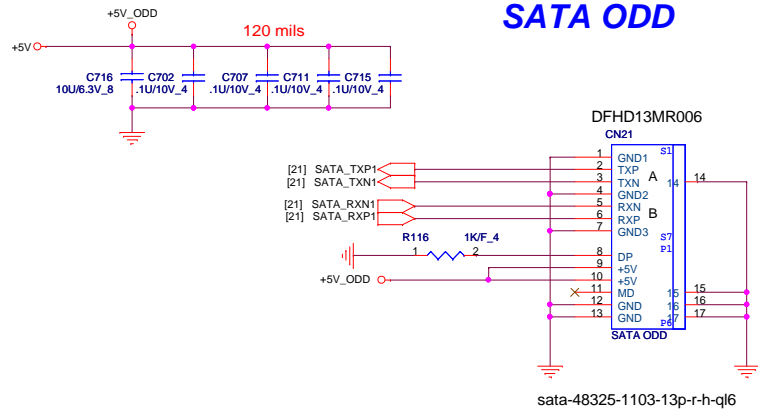 SATA ODD
+5V_ODD
+5V
120 mils
C716
10U/6.3V_8
C702
.1U/10V_4
C707
.1U/10V_4
C711
.1U/10V_4
C715
.1U/10V_4
DFHD13MR006
CN21
[21] SATA_TXP1
[21] SATA_TXN1
[21] SATA_RXN1
[21] SATA_RXP1
1 GND1
2 TXP
3 TXN
4 GND2
5 RXN
6 RXP
7 GND3
8 DP
9 +5V
10 +5V
11 MD
12 GND
13 GND
S1
A
B
S7
P1
P6
14 14
15 15
16 16
17 17
R116
1K/F_4
1 2
+5V_ODD
SATA ODD
sata-48325-1103-13p-r-h-ql6